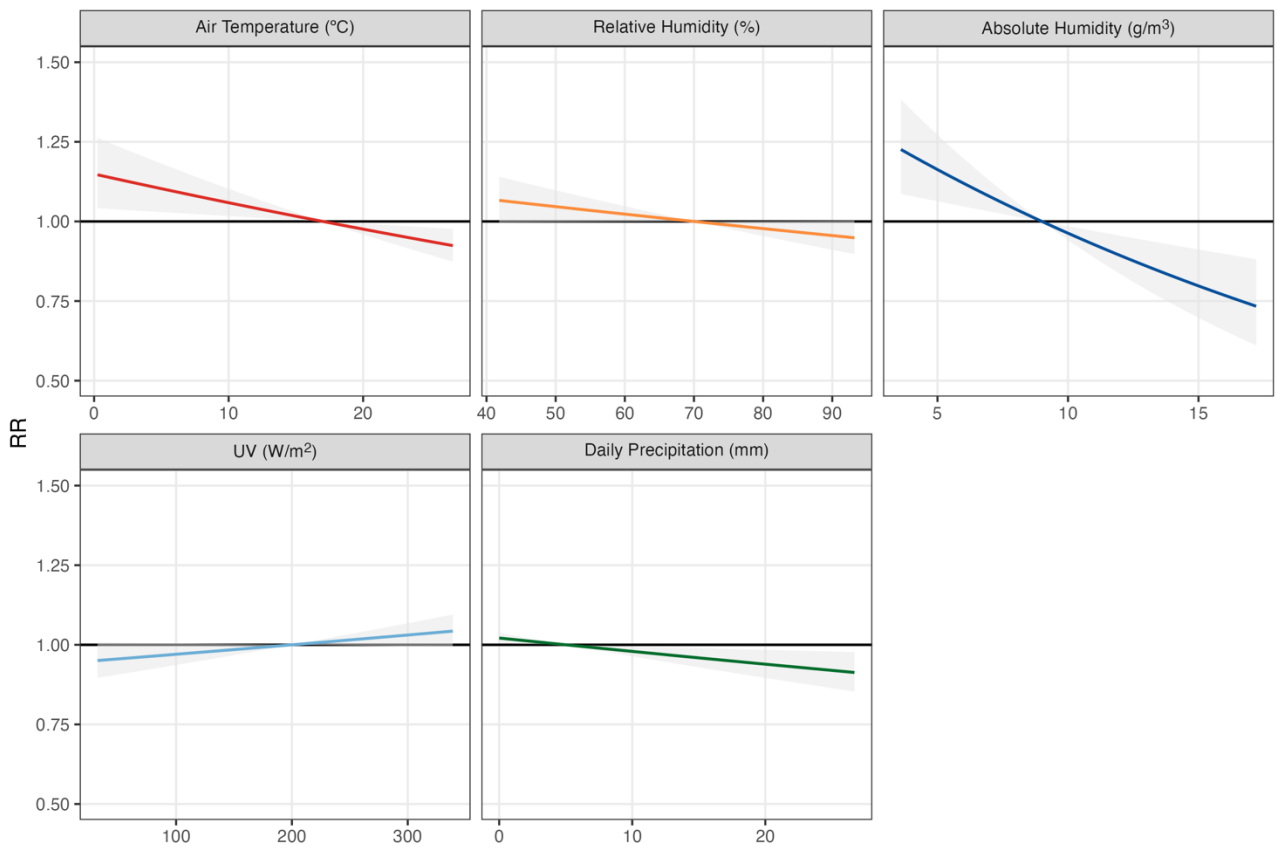 Air Temperature (ºC)
Relative Humidity (%)
Absolute Humidity (g/m³)
1.50
1.25
1.00
0.75
0.50
0 10 20
40 50 60 70 80 90
5 10 15
RR
UV (W/m²)
Daily Precipitation (mm)
1.50
1.25
1.00
0.75
0.50
100 200 300
0 10 20